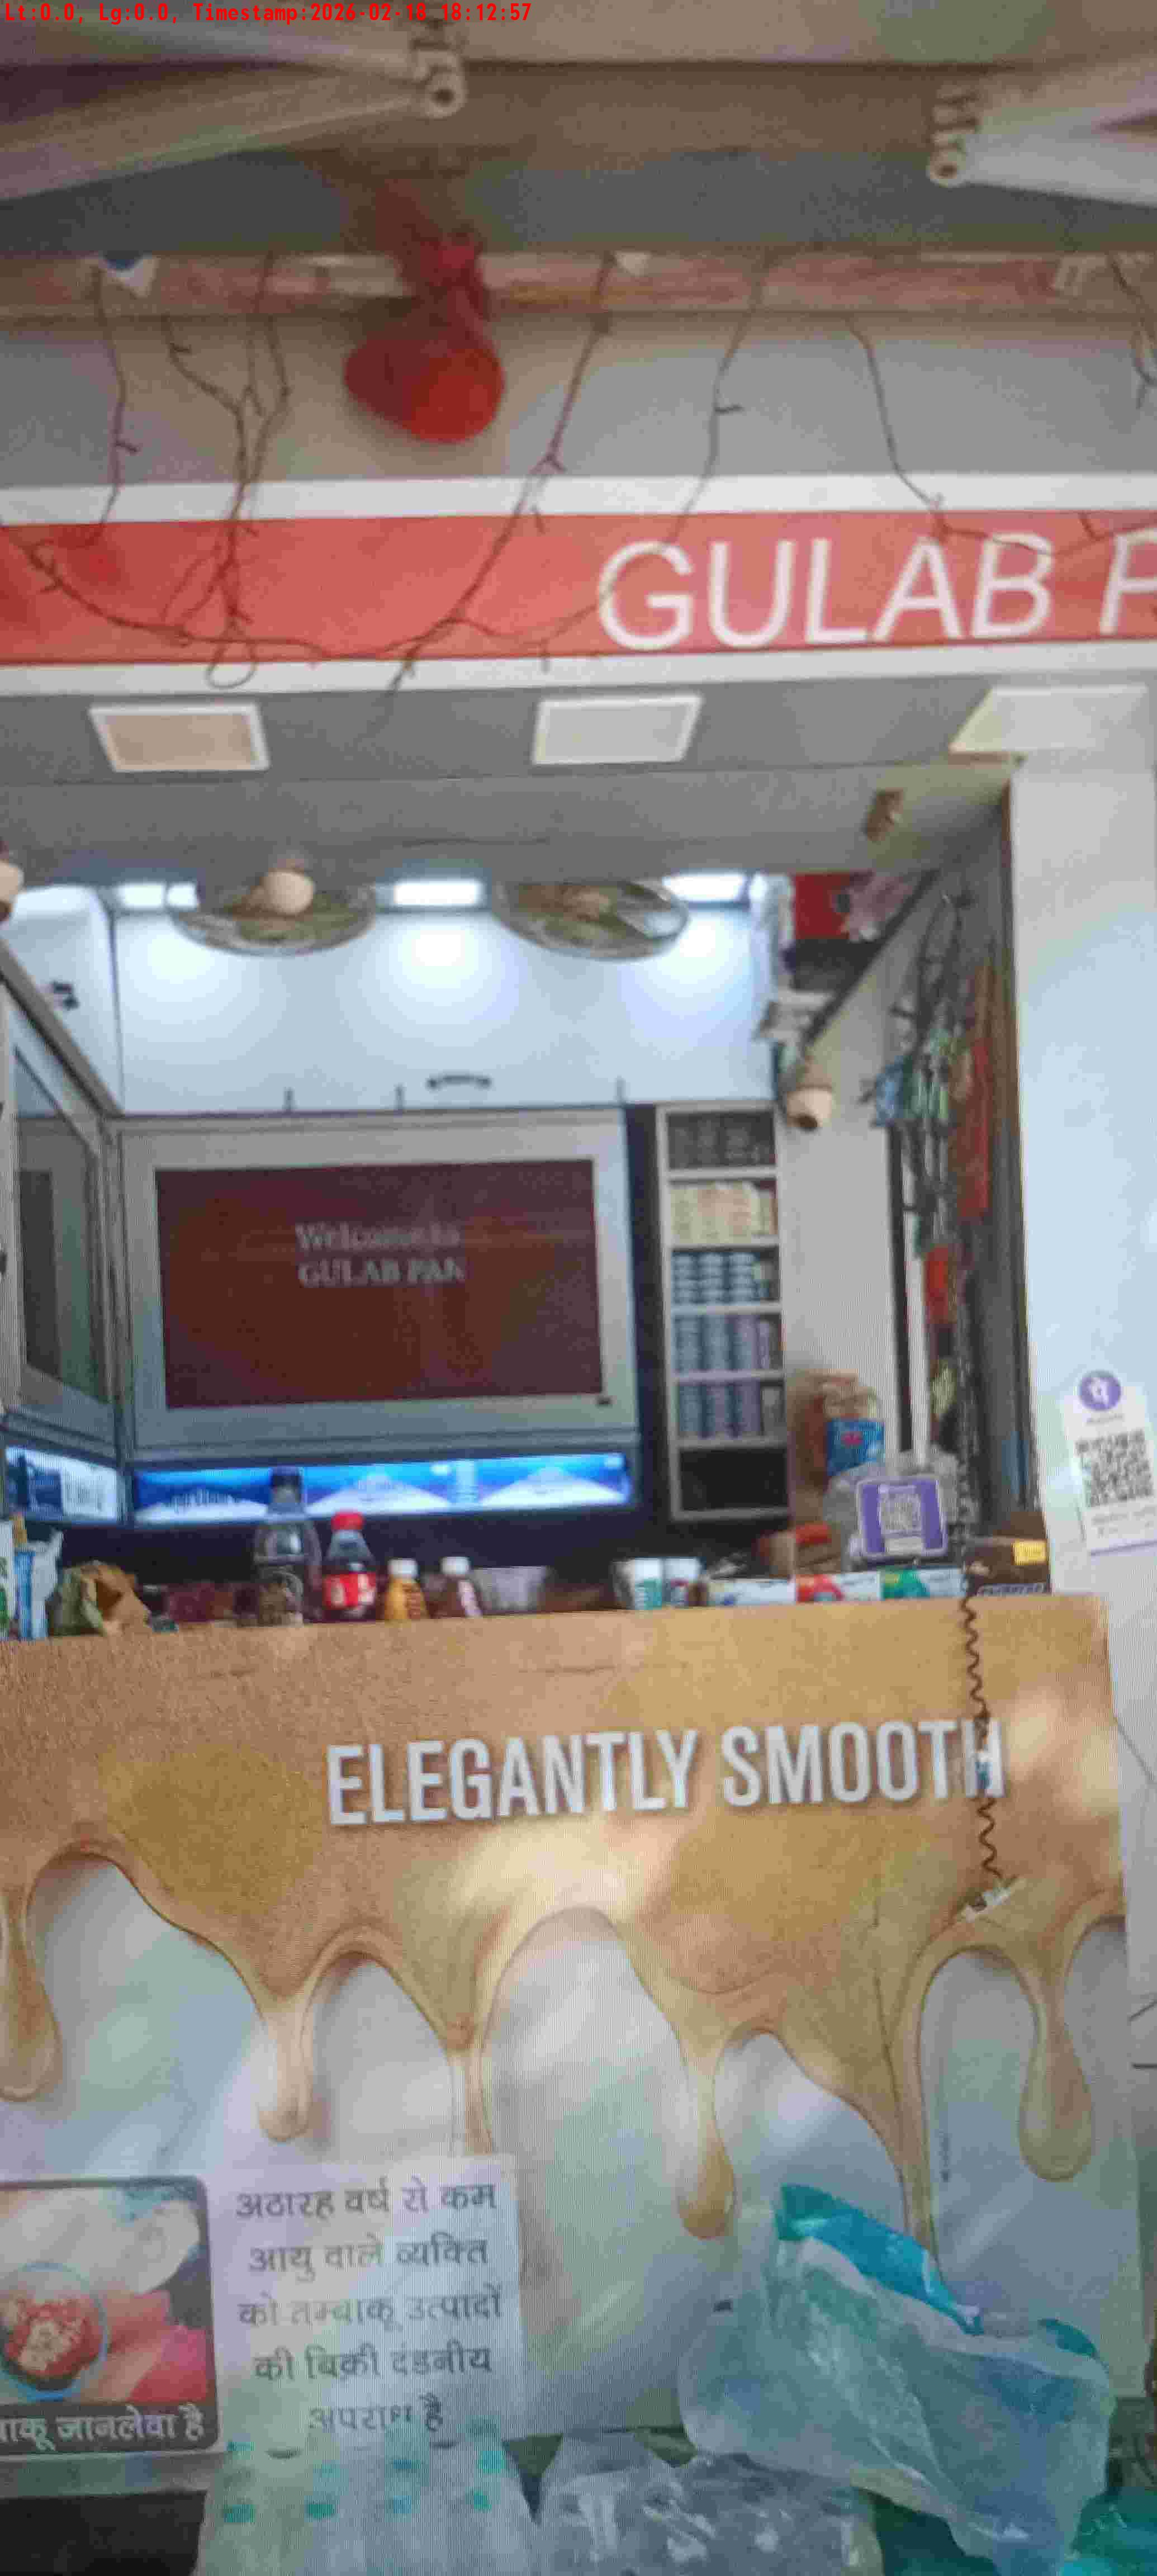 Lt:0.0, Lg:0.0, Timestamp:2026-02-18 18:12:57
GULAB P
Welcome to
GULAB PAN
ELEGANTLY SMOOTH
अठारह वर्ष से कम
आयु वाले व्यक्ति
को तम्बाकू उत्पादों
की बिक्री दंडनीय
अपराध है
बाकू जानलेवा है